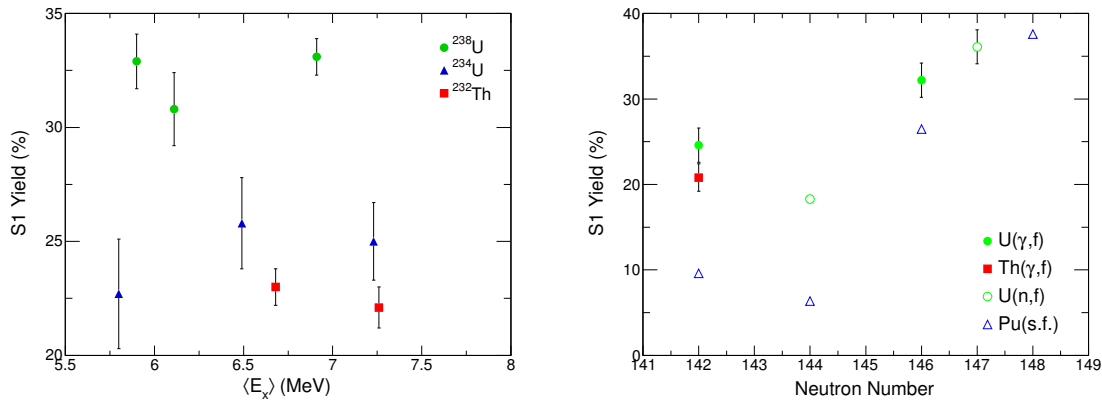 35
30
25
20
S1 Yield (%)
5.5 6 6.5 7 7.5 8
⟨E_x⟩ (MeV)
²³⁸U
²³⁴U
²³²Th
40
30
20
10
0
S1 Yield (%)
141 142 143 144 145 146 147 148 149
Neutron Number
U(γ,f)
Th(γ,f)
U(n,f)
Pu(s.f.)